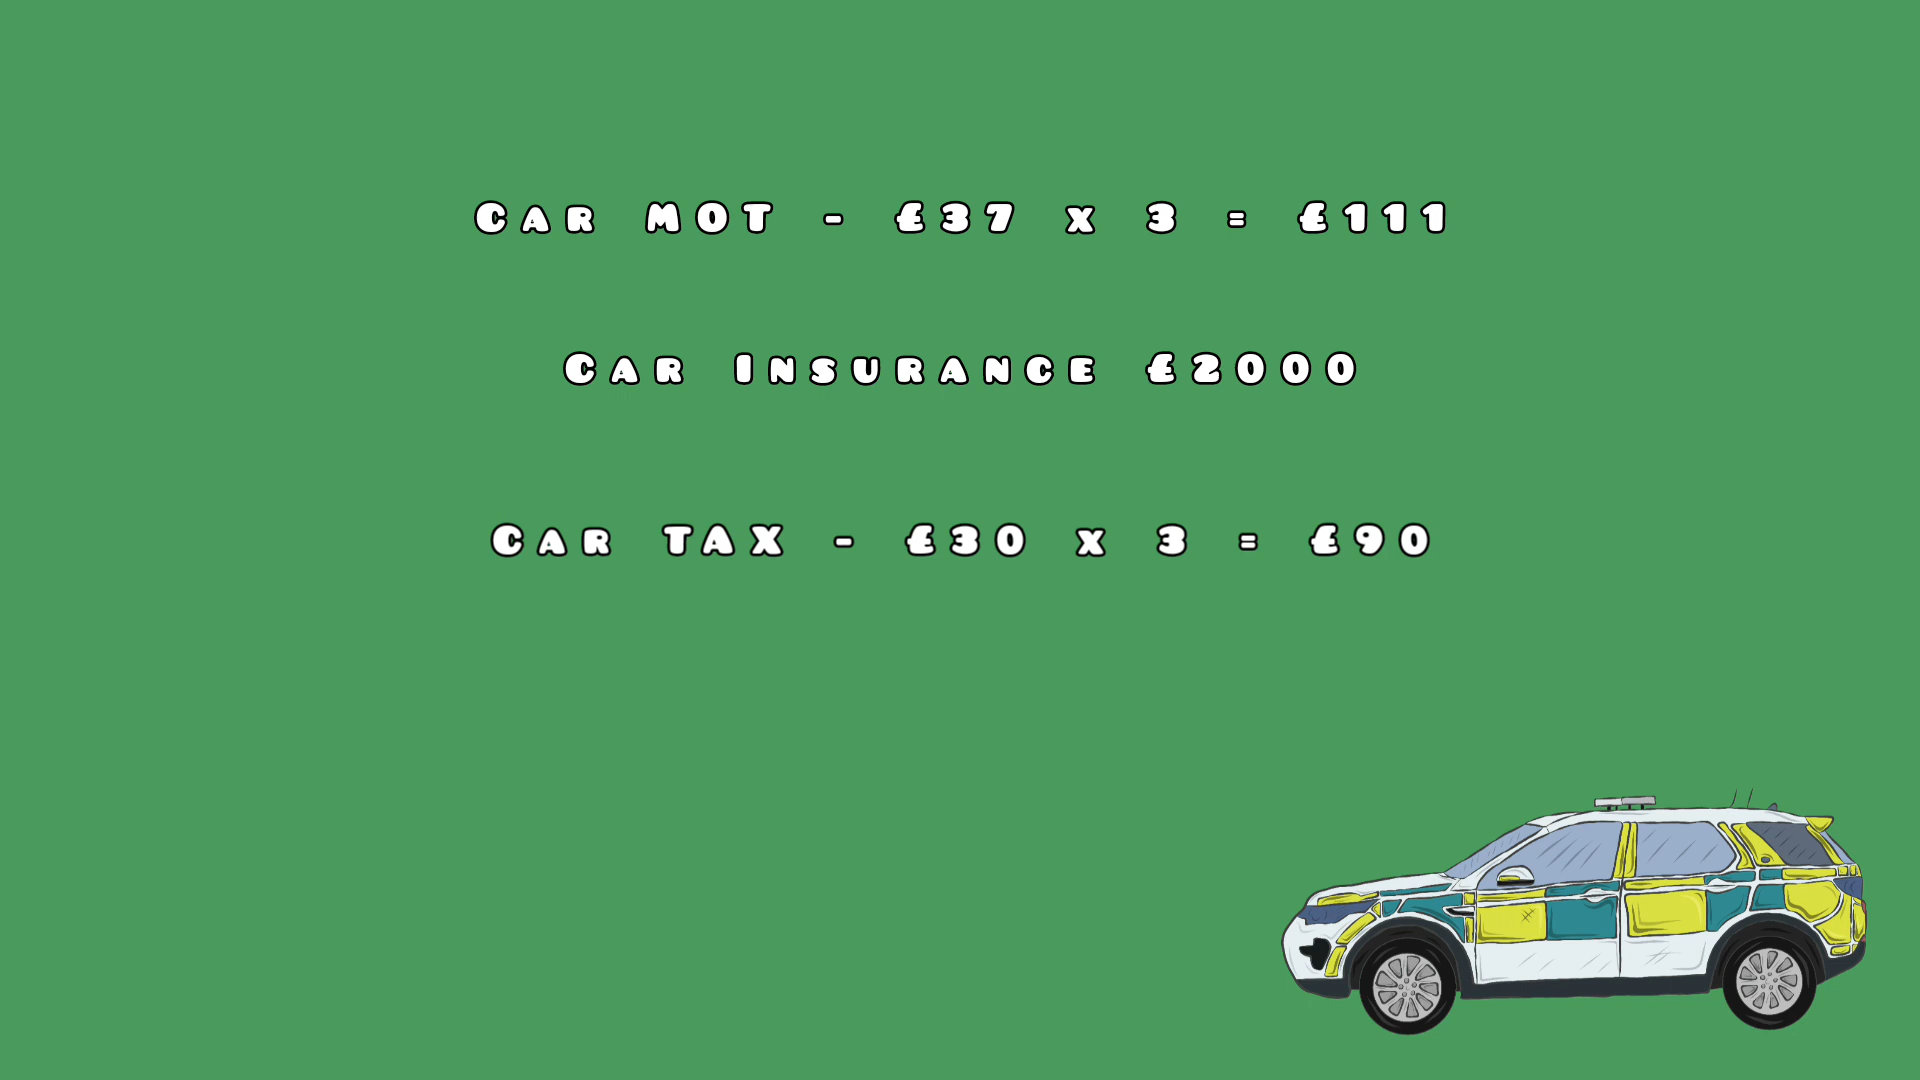 Car MOT - £37 x 3 = £111
Car Insurance £2000
Car TAX - £30 x 3 = £90